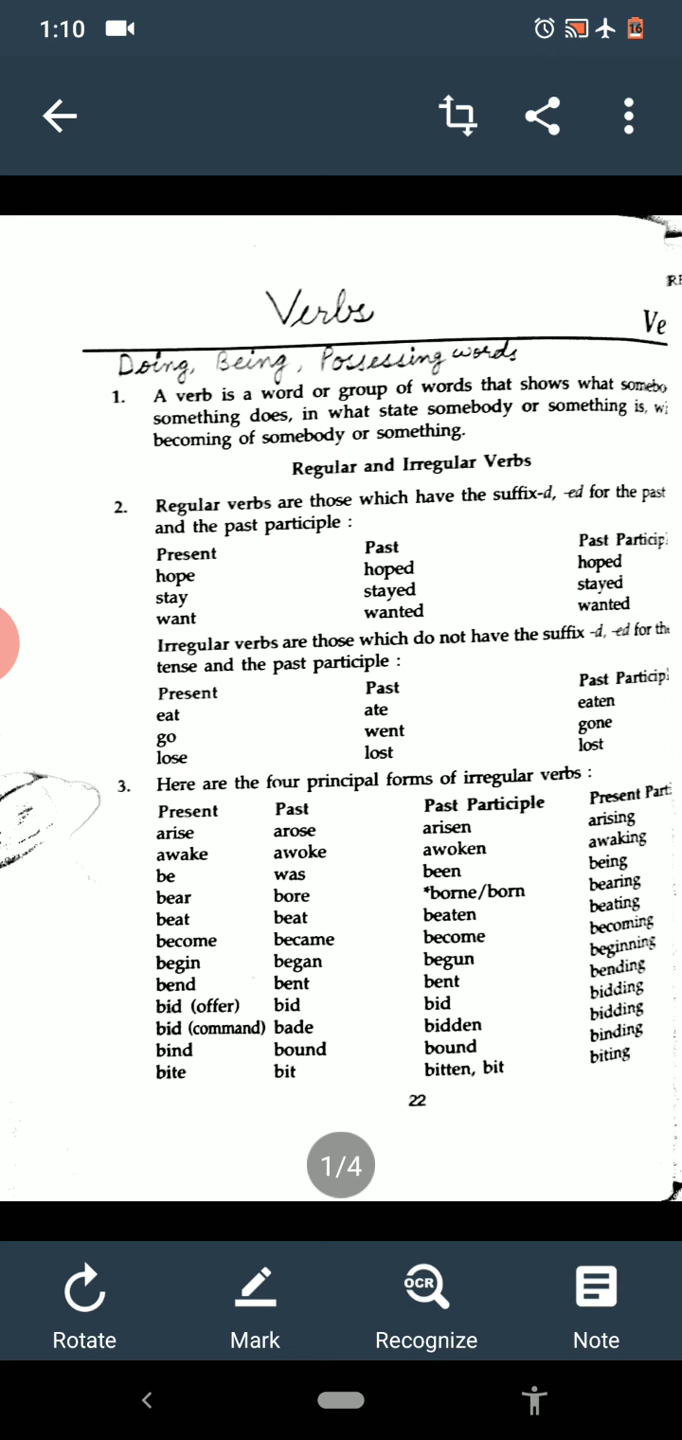 1:10
16
RE
Verbs
Ve
Doing, Being, Possessing words
1. A verb is a word or group of words that shows what somebo
something does, in what state somebody or something is, wi
becoming of somebody or something.
Regular and Irregular Verbs
2. Regular verbs are those which have the suffix-d, -ed for the past
and the past participle :
Present Past Past Particip
hope hoped hoped
stay stayed stayed
want wanted wanted
Irregular verbs are those which do not have the suffix -d, -ed for the
tense and the past participle :
Present Past Past Particip
eat ate eaten
go went gone
lose lost lost
3. Here are the four principal forms of irregular verbs :
Present Past Past Participle Present Part
arise arose arisen arising
awake awoke awoken awaking
be was been being
bear bore *borne/born bearing
beat beat beaten beating
become became become becoming
begin began begun beginning
bend bent bent bending
bid (offer) bid bid bidding
bid (command) bade bidden bidding
bind bound bound binding
bite bit bitten, bit biting
22
1/4
OCR
Rotate Mark Recognize Note